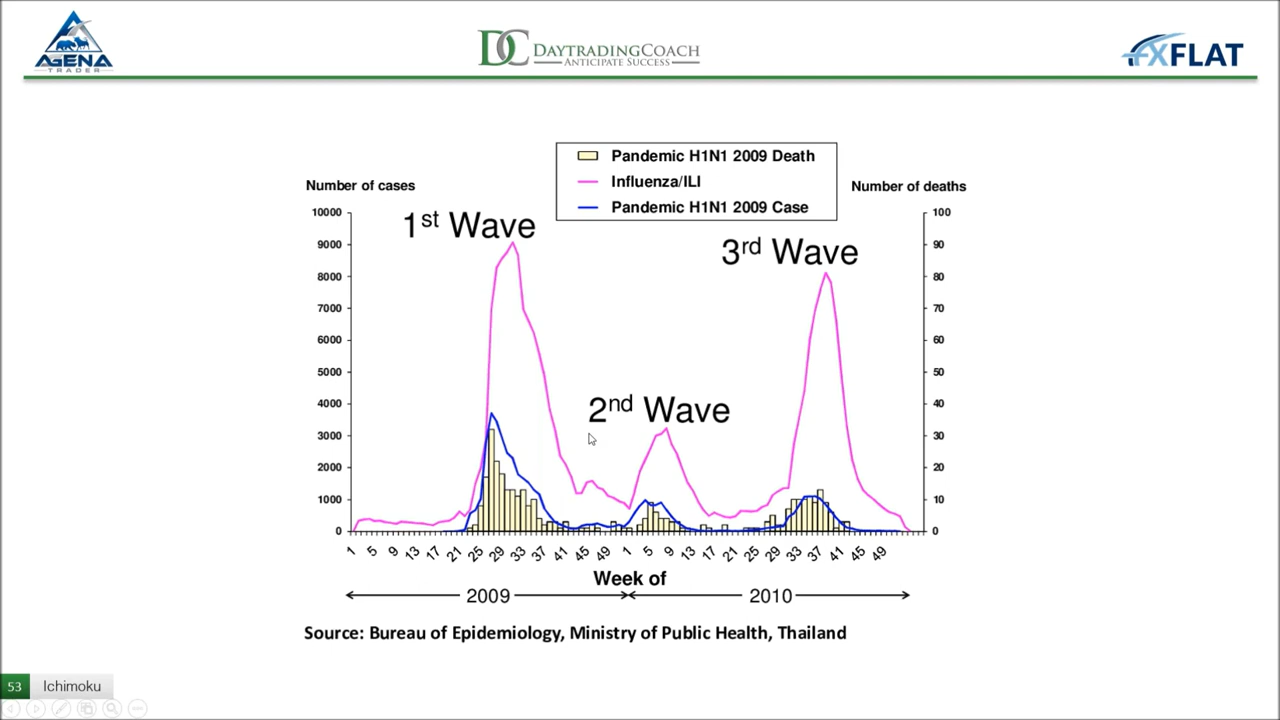 AGENA
TRADER
DC DAYTRADINGCOACH
ANTICIPATE SUCCESS
FXFLAT
Pandemic H1N1 2009 Death
Influenza/ILI
Pandemic H1N1 2009 Case
Number of cases
Number of deaths
1st Wave
2nd Wave
3rd Wave
10000
9000
8000
7000
6000
5000
4000
3000
2000
1000
0
100
90
80
70
60
50
40
30
20
10
0
1 5 9 13 17 21 25 29 33 37 41 45 49 1 5 9 13 17 21 25 29 33 37 41 45 49
Week of
2009 2010
Source: Bureau of Epidemiology, Ministry of Public Health, Thailand
53 Ichimoku